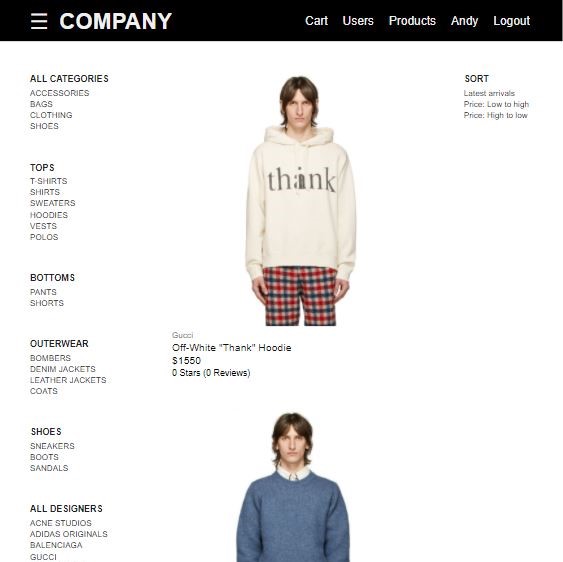 ☰ COMPANY
Cart Users Products Andy Logout
ALL CATEGORIES
ACCESSORIES
BAGS
CLOTHING
SHOES
TOPS
T-SHIRTS
SHIRTS
SWEATERS
HOODIES
VESTS
POLOS
BOTTOMS
PANTS
SHORTS
OUTERWEAR
BOMBERS
DENIM JACKETS
LEATHER JACKETS
COATS
SHOES
SNEAKERS
BOOTS
SANDALS
ALL DESIGNERS
ACNE STUDIOS
ADIDAS ORIGINALS
BALENCIAGA
GUCCI
Gucci
Off-White "Thank" Hoodie
$1550
0 Stars (0 Reviews)
SORT
Latest arrivals
Price: Low to high
Price: High to low